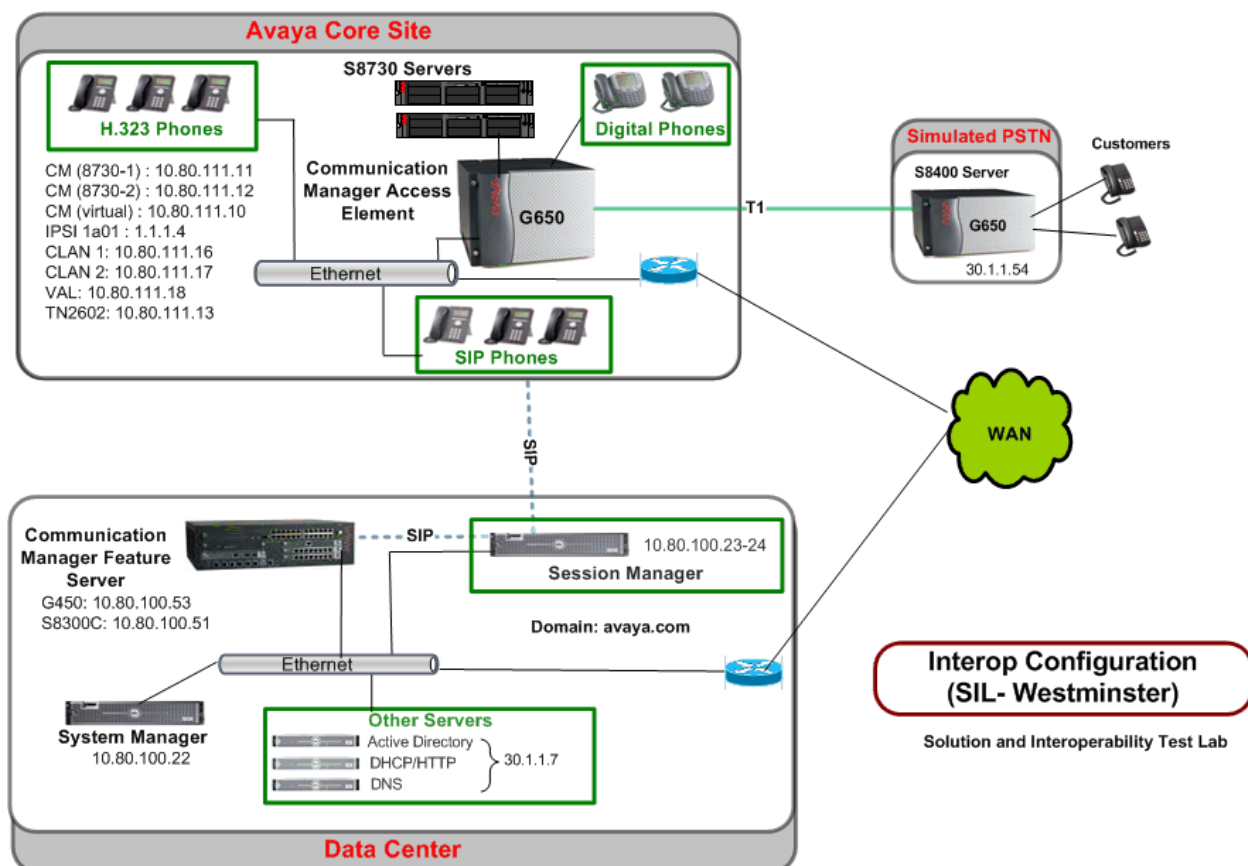 Avaya Core Site
S8730 Servers
H.323 Phones
Digital Phones
CM (8730-1) : 10.80.111.11
CM (8730-2) : 10.80.111.12
CM (virtual) : 10.80.111.10
IPSI 1a01 : 1.1.1.4
CLAN 1: 10.80.111.16
CLAN 2: 10.80.111.17
VAL: 10.80.111.18
TN2602: 10.80.111.13
Communication
Manager Access
Element
AVAYA
G650
Ethernet
SIP Phones
T1
Simulated PSTN
S8400 Server
G650
30.1.1.54
Customers
WAN
SIP
Communication
Manager Feature
Server
G450: 10.80.100.53
S8300C: 10.80.100.51
SIP
10.80.100.23-24
Session Manager
Domain: avaya.com
Ethernet
System Manager
10.80.100.22
Other Servers
Active Directory
DHCP/HTTP
DNS
30.1.1.7
Data Center
Interop Configuration
(SIL- Westminster)
Solution and Interoperability Test Lab